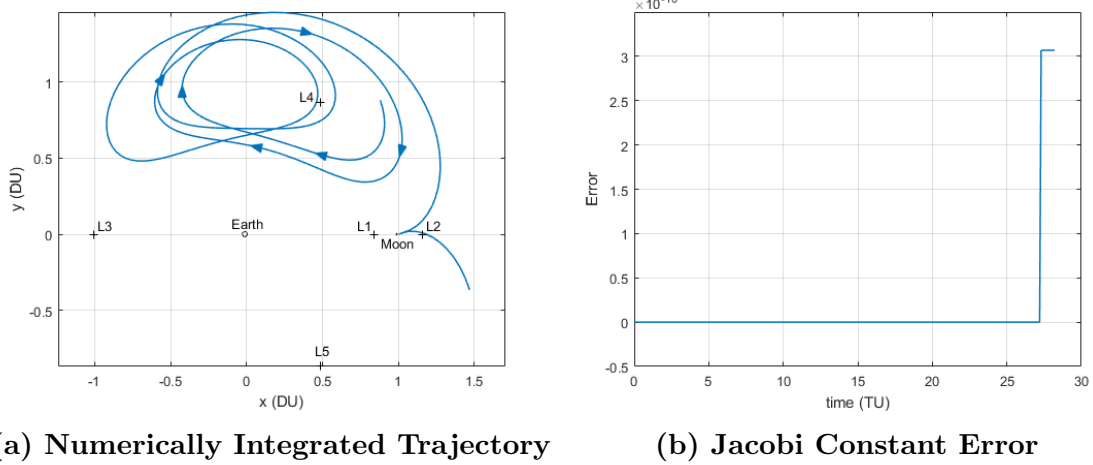 1
0.5
0
-0.5
y (DU)
L4
L3
Earth
L1
L2
Moon
L5
-1
-0.5
0
0.5
1
1.5
x (DU)
3
2.5
2
1.5
1
0.5
0
-0.5
Error
0
5
10
15
20
25
30
time (TU)
(a) Numerically Integrated Trajectory
(b) Jacobi Constant Error